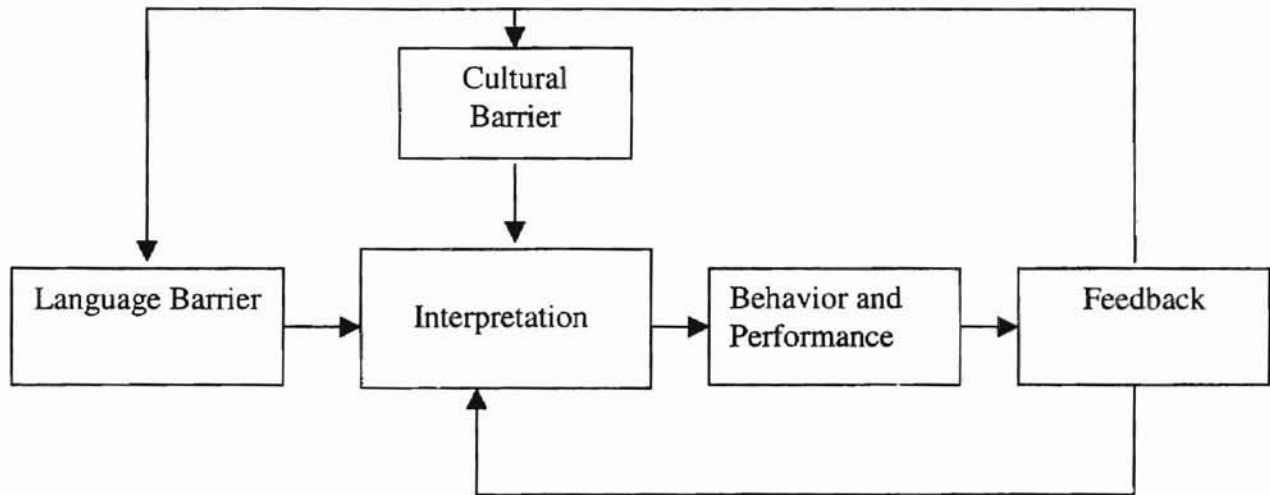 Cultural
Barrier
Language Barrier
Interpretation
Behavior and
Performance
Feedback